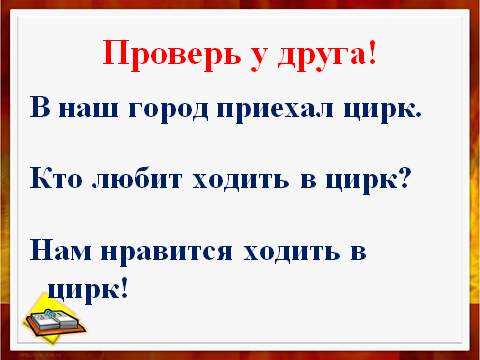 Проверь у друга!
В наш город приехал цирк.
Кто любит ходить в цирк?
Нам нравится ходить в
цирк!